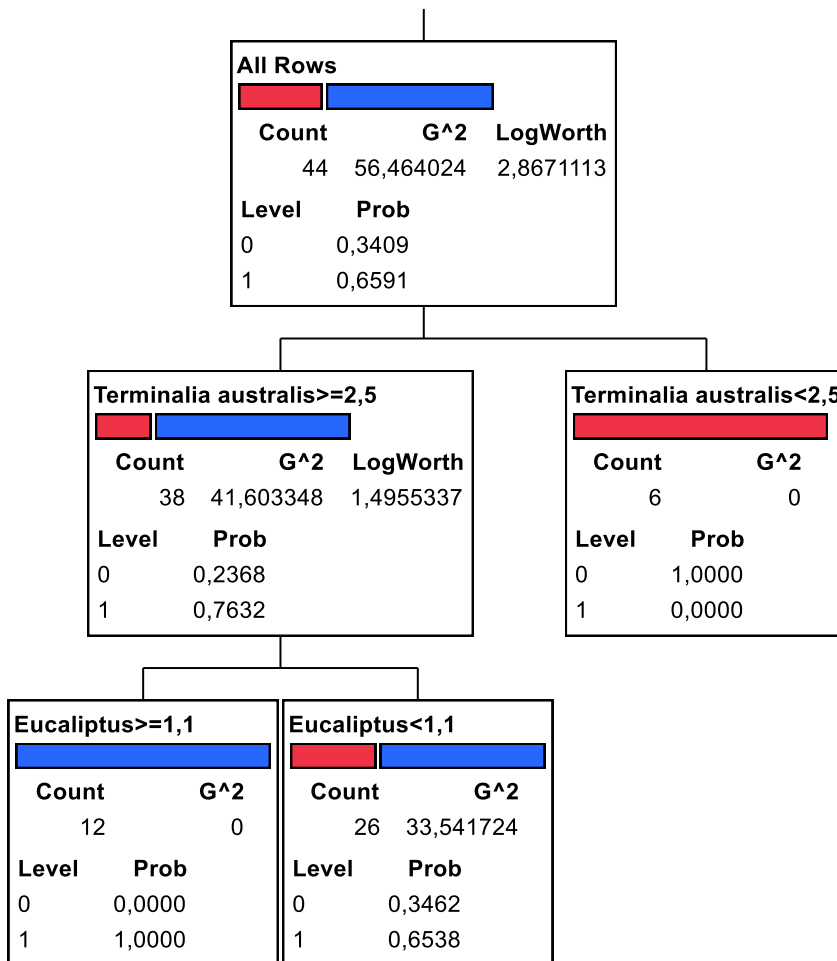 All Rows
Count G^2 LogWorth
44 56,464024 2,8671113
Level Prob
0 0,3409
1 0,6591
Terminalia australis>=2,5
Count G^2 LogWorth
38 41,603348 1,4955337
Level Prob
0 0,2368
1 0,7632
Terminalia australis<2,5
Count G^2
6 0
Level Prob
0 1,0000
1 0,0000
Eucaliptus>=1,1
Count G^2
12 0
Level Prob
0 0,0000
1 1,0000
Eucaliptus<1,1
Count G^2
26 33,541724
Level Prob
0 0,3462
1 0,6538